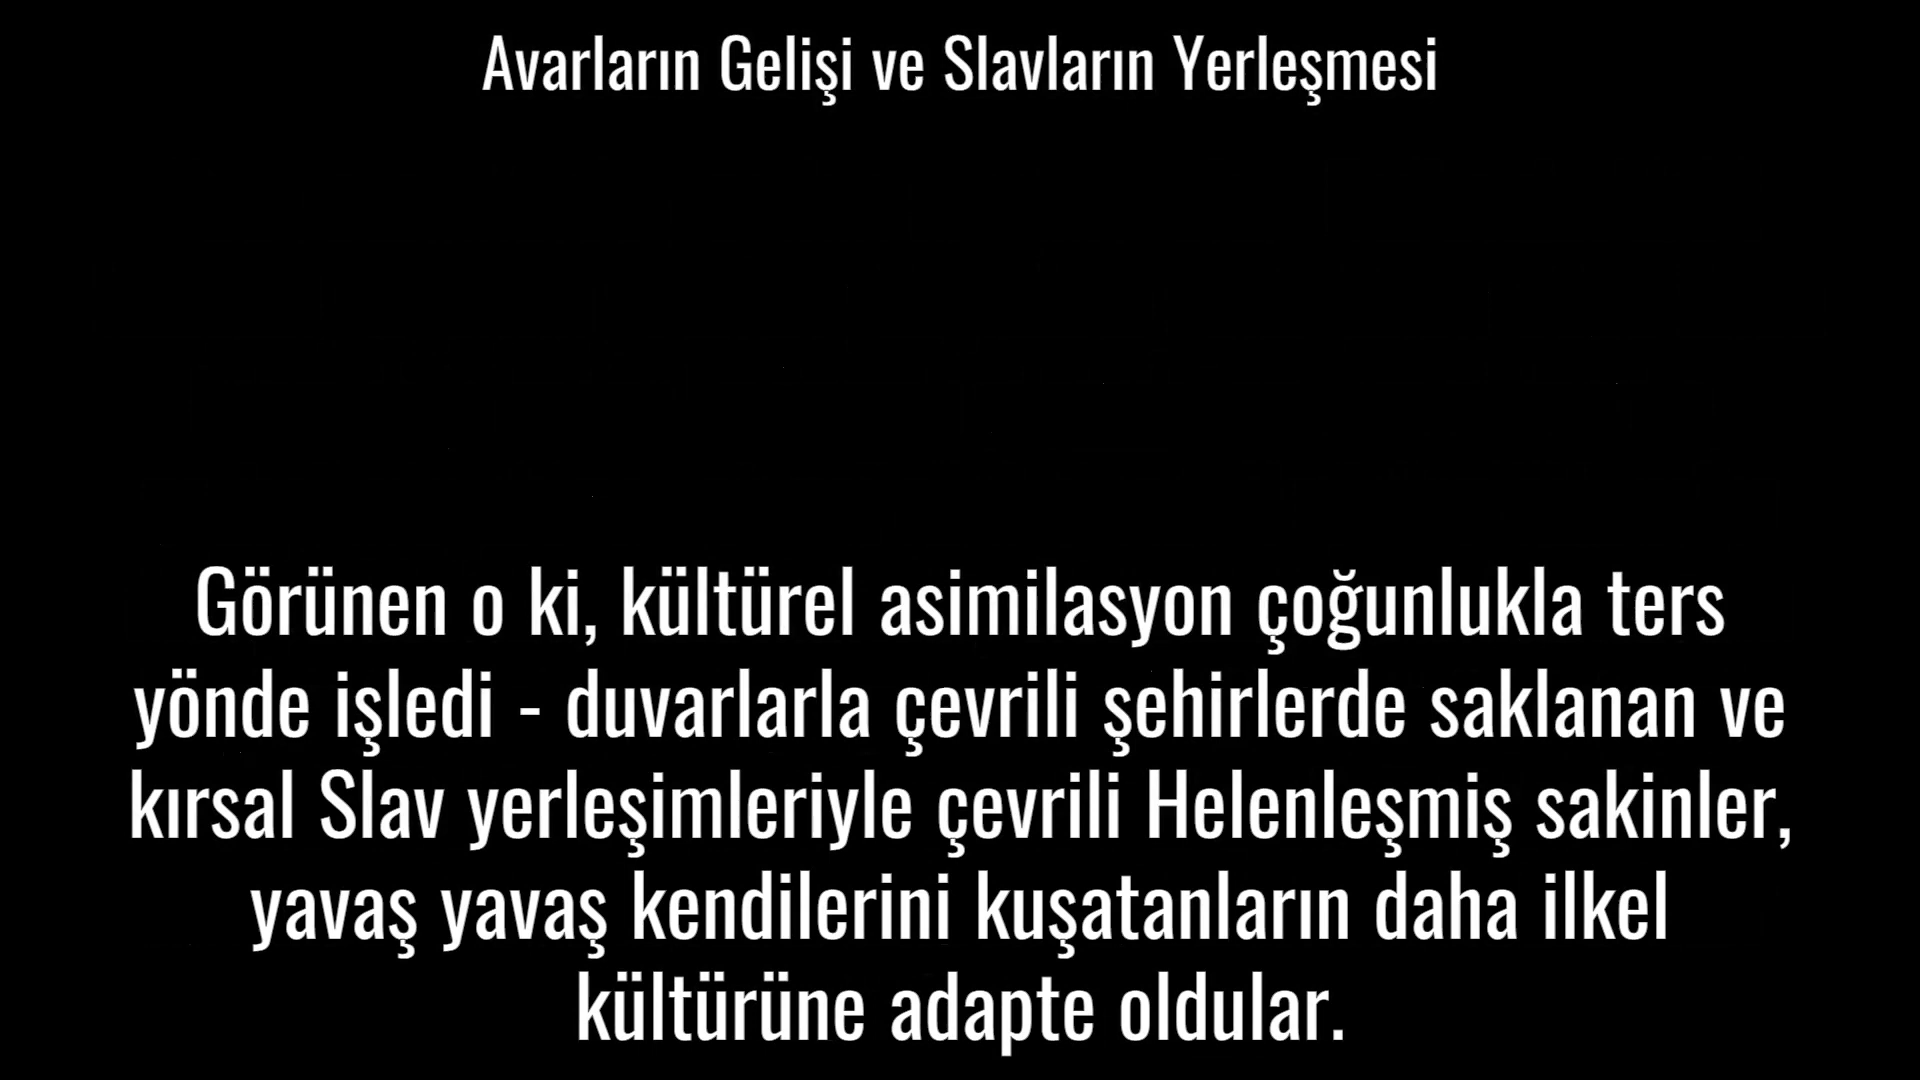 Avarların Gelişi ve Slavların Yerleşmesi
Görünen o ki, kültürel asimilasyon çoğunlukla ters
yönde işledi - duvarlarla çevrili şehirlerde saklanan ve
kırsal Slav yerleşimleriyle çevrili Helenleşmiş sakinler,
yavaş yavaş kendilerini kuşatanların daha ilkel
kültürüne adapte oldular.